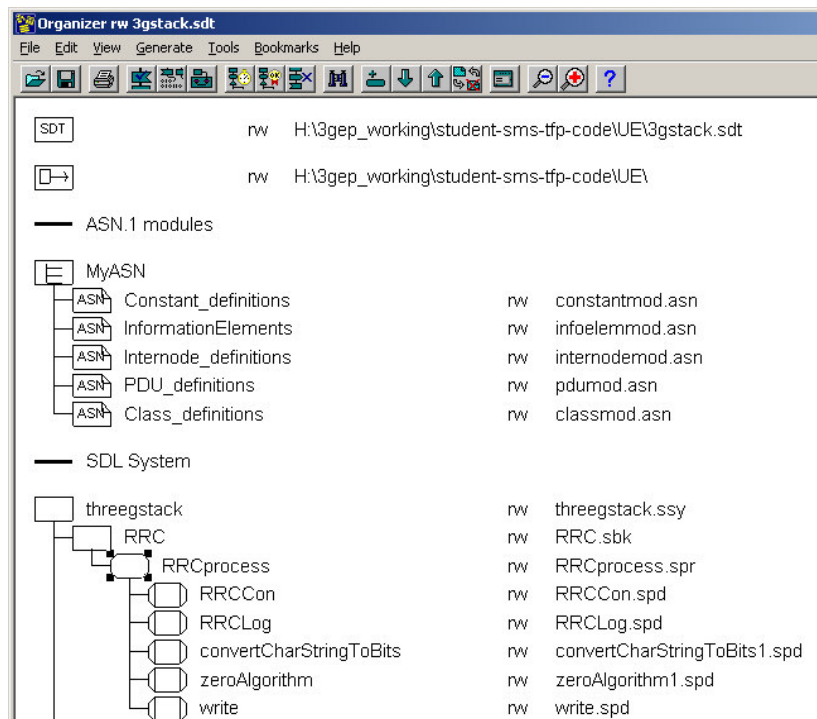 Organizer rw 3gstack.sdt
File Edit View Generate Tools Bookmarks Help
SDT rw H:\3gep_working\student-sms-tfp-code\UE\3gstack.sdt
rw H:\3gep_working\student-sms-tfp-code\UE\
ASN.1 modules
MyASN
ASN Constant_definitions rw constantmod.asn
ASN InformationElements rw infoelemmod.asn
ASN Internode_definitions rw internodemod.asn
ASN PDU_definitions rw pdumod.asn
ASN Class_definitions rw classmod.asn
SDL System
threegstack rw threegstack.ssy
RRC rw RRC.sbk
RRCprocess rw RRCprocess.spr
RRCCon rw RRCCon.spd
RRCLog rw RRCLog.spd
convertCharStringToBits rw convertCharStringToBits1.spd
zeroAlgorithm rw zeroAlgorithm1.spd
write rw write.spd